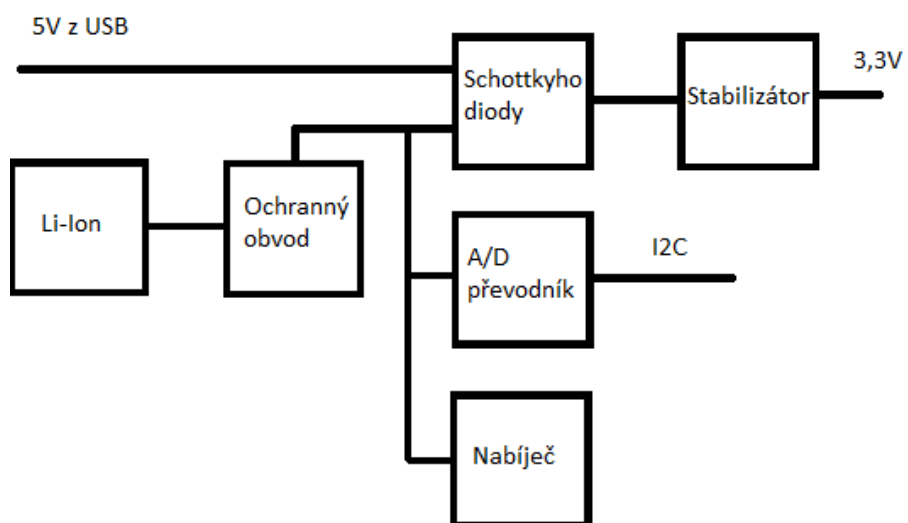 5V z USB
Schottkyho
diody
Stabilizátor
3,3V
Li-Ion
Ochranný
obvod
A/D
převodník
I2C
Nabíječ